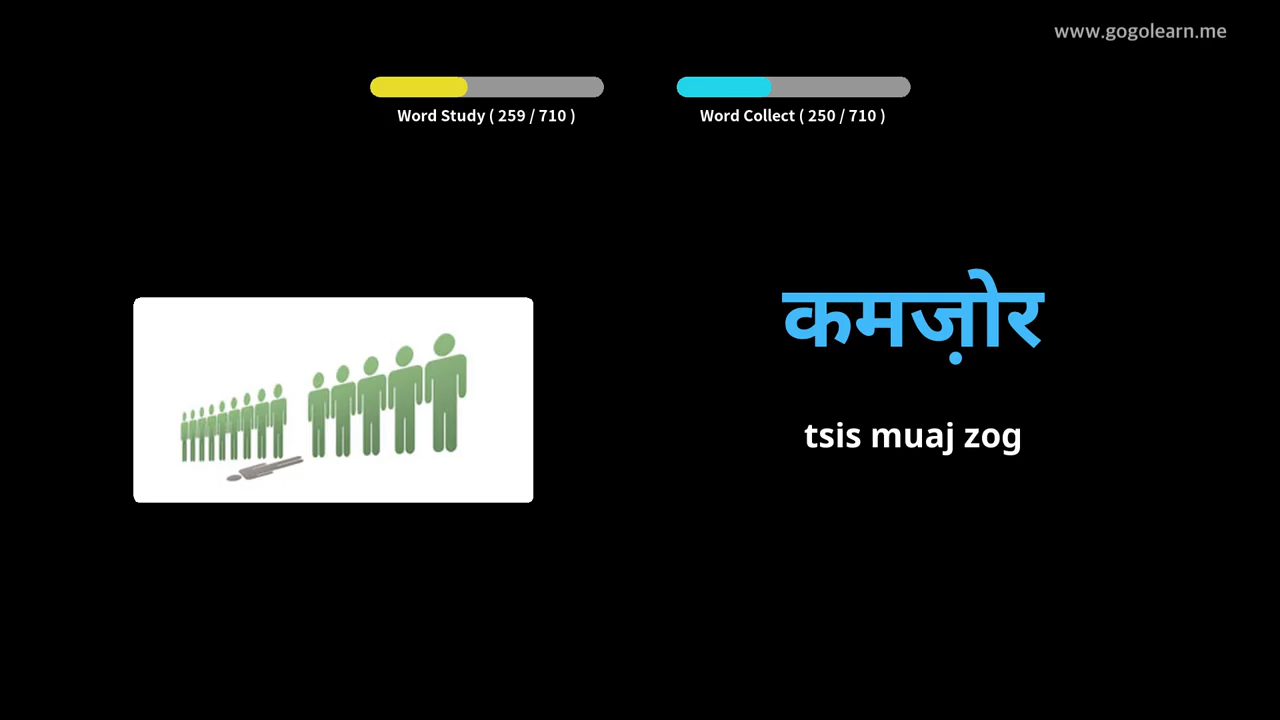 www.gogolearn.me
Word Study ( 259 / 710 )
Word Collect ( 250 / 710 )
कमज़ोर
tsis muaj zog